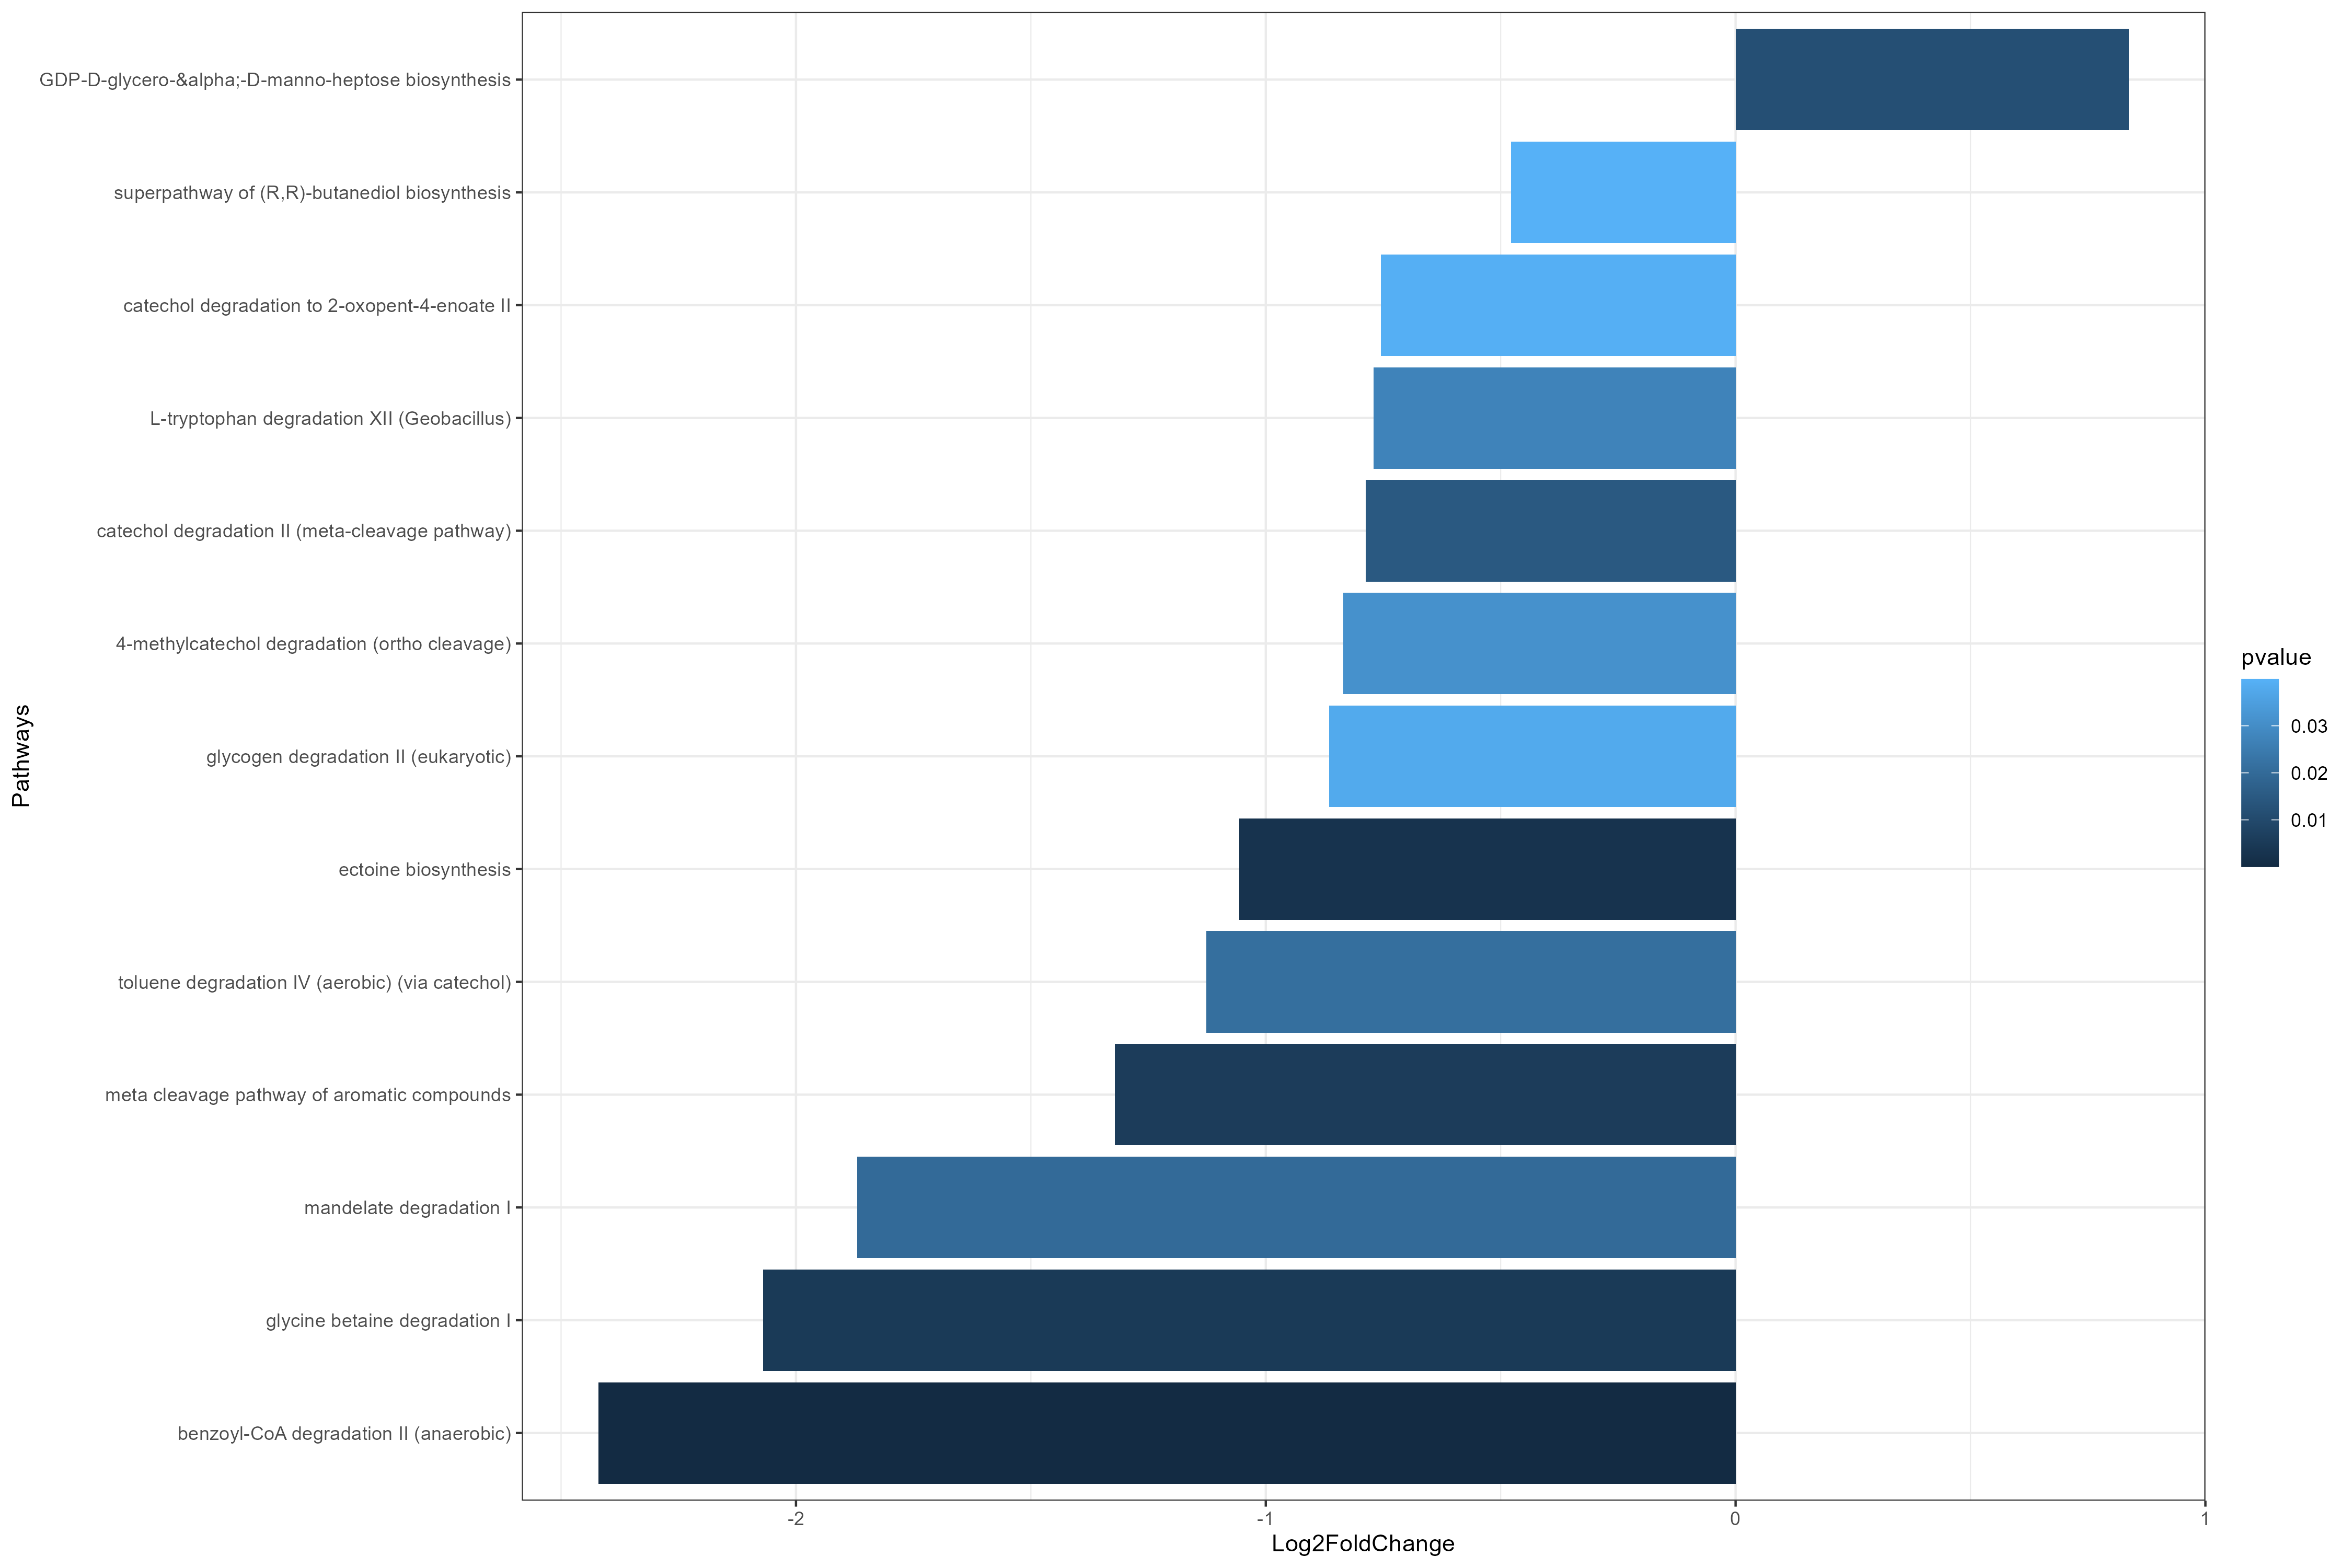 GDP-D-glycero-&alpha;-D-manno-heptose biosynthesis
superpathway of (R,R)-butanediol biosynthesis
catechol degradation to 2-oxopent-4-enoate II
L-tryptophan degradation XII (Geobacillus)
catechol degradation II (meta-cleavage pathway)
4-methylcatechol degradation (ortho cleavage)
glycogen degradation II (eukaryotic)
ectoine biosynthesis
toluene degradation IV (aerobic) (via catechol)
meta cleavage pathway of aromatic compounds
mandelate degradation I
glycine betaine degradation I
benzoyl-CoA degradation II (anaerobic)
Pathways
-2
-1
0
1
Log2FoldChange
pvalue
0.03
0.02
0.01